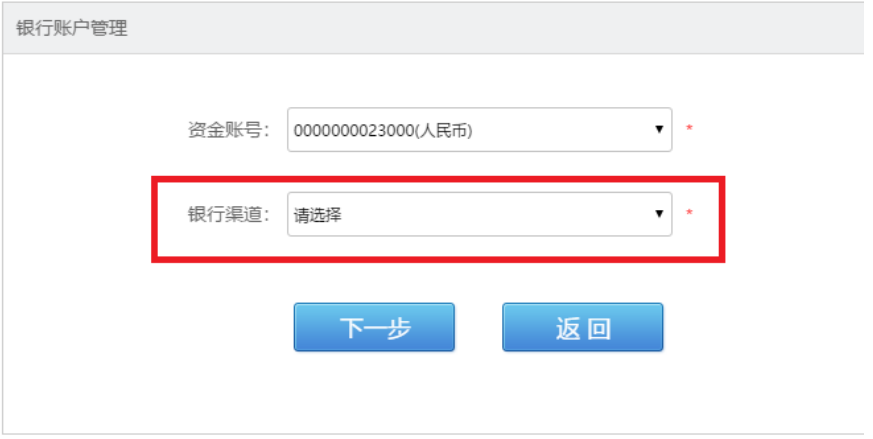 银行账户管理
资金账号： 0000000023000(人民币) *
银行渠道： 请选择 *
下一步 返 回